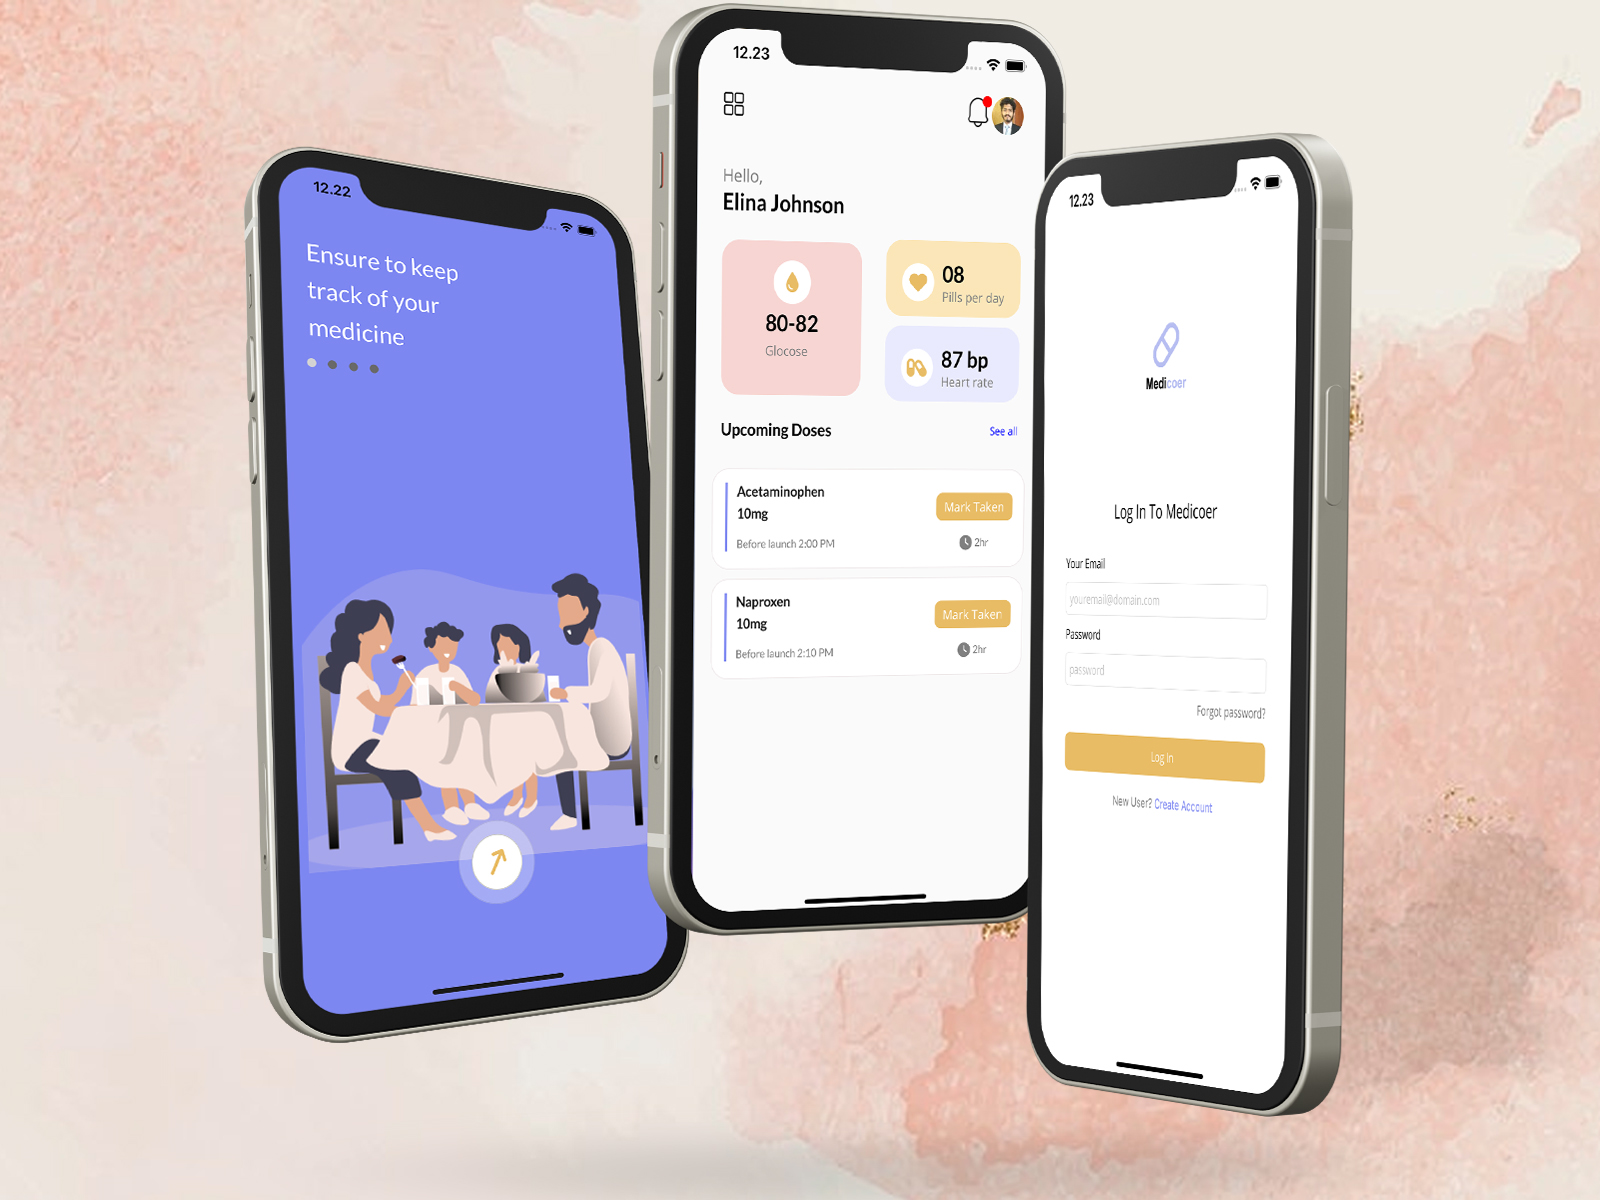 12.22
Ensure to keep
track of your
medicine
12.23
Hello,
Elina Johnson
80-82
Glocose
08
Pills per day
87 bp
Heart rate
Upcoming Doses
See all
Acetaminophen
10mg
Mark Taken
Before launch 2:00 PM
2hr
Naproxen
10mg
Mark Taken
Before launch 2:10 PM
2hr
12.23
Medicoer
Log In To Medicoer
Your Email
youremail@domain.com
Password
password
Forgot password?
Log In
New User? Create Account